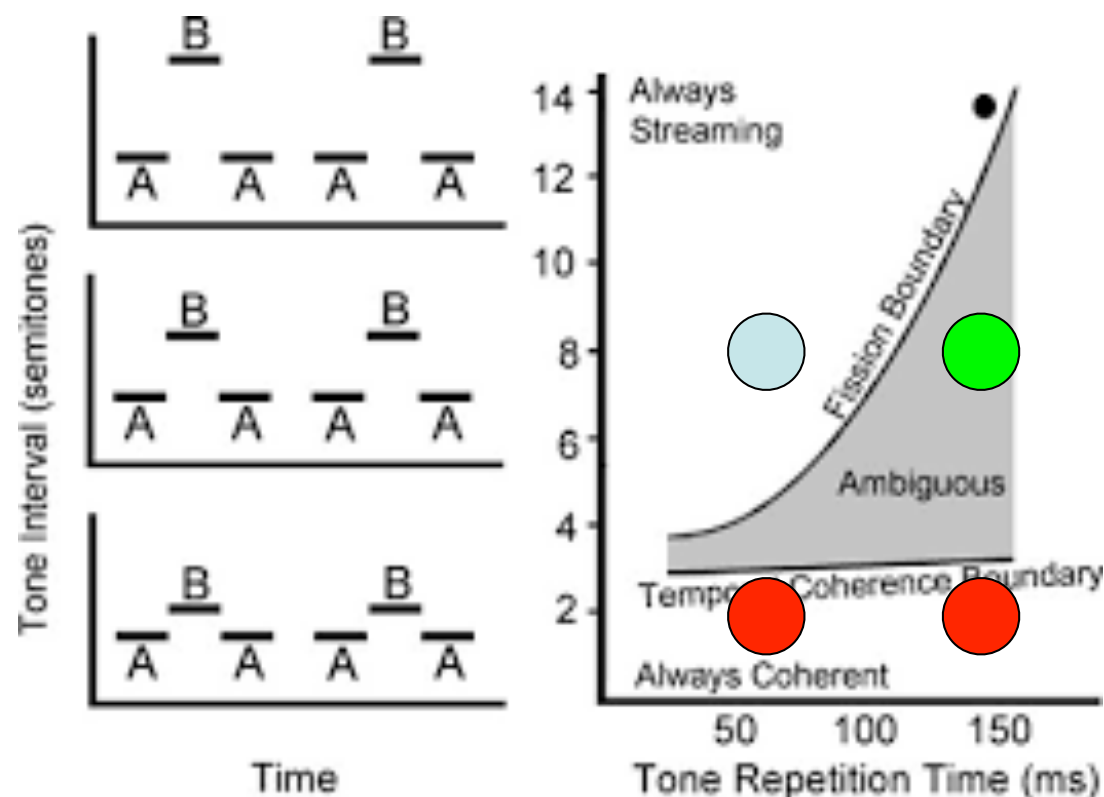 Tone Interval (semitones)
B B
A A A A
B B
A A A A
B B
A A A A
Time
14
12
10
8
6
4
2
Always
Streaming
Fission Boundary
Ambiguous
Coherence Boundary
Always Coherent
50 100 150
Tone Repetition Time (ms)